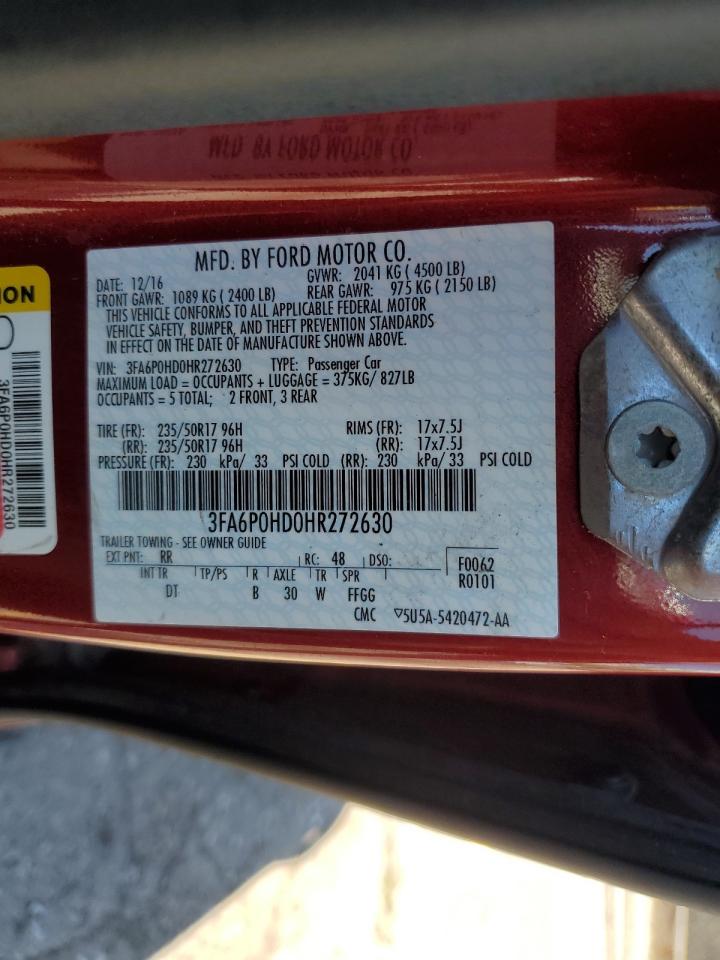 MFD. BY FORD MOTOR CO.
DATE: 12/16 GVWR: 2041 KG ( 4500 LB)
FRONT GAWR: 1089 KG ( 2400 LB) REAR GAWR: 975 KG ( 2150 LB)
THIS VEHICLE CONFORMS TO ALL APPLICABLE FEDERAL MOTOR
VEHICLE SAFETY, BUMPER, AND THEFT PREVENTION STANDARDS
IN EFFECT ON THE DATE OF MANUFACTURE SHOWN ABOVE.
VIN: 3FA6P0HD0HR272630 TYPE: Passenger Car
MAXIMUM LOAD = OCCUPANTS + LUGGAGE = 375KG/ 827LB
OCCUPANTS = 5 TOTAL; 2 FRONT, 3 REAR
TIRE (FR): 235/50R17 96H RIMS (FR): 17x7.5J
(RR): 235/50R17 96H (RR): 17x7.5J
PRESSURE (FR): 230 kPa/ 33 PSI COLD (RR): 230 kPa/ 33 PSI COLD
3FA6P0HD0HR272630
TRAILER TOWING - SEE OWNER GUIDE
EXT PNT: RR RC: 48 DSO: F0062
R0101
INT TR TP/PS R AXLE TR SPR
DT B 30 W FFGG
CMC ▽5U5A-5420472-AA
ION
3FA6P0HD0HR272630